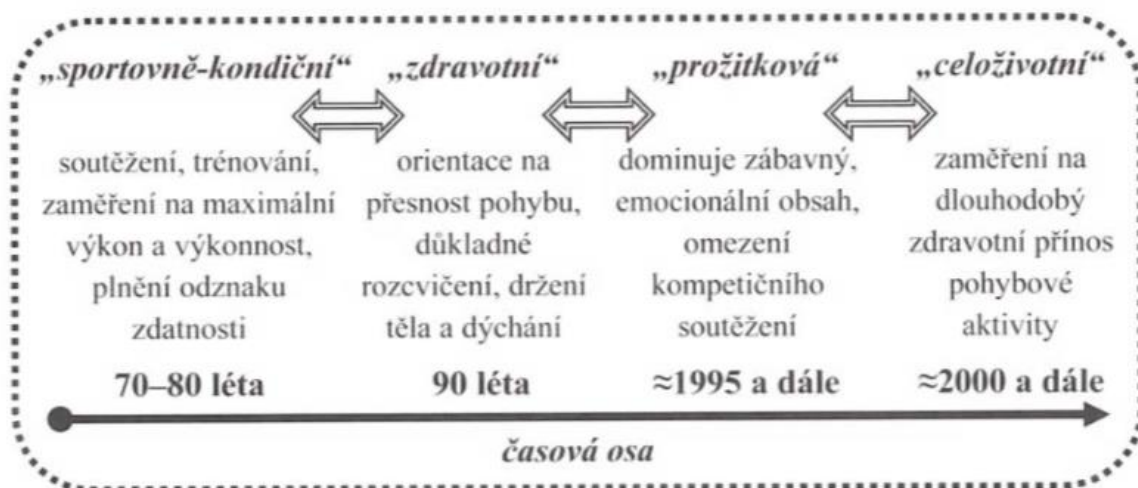 „sportovně-kondiční“
soutěžení, trénování,
zaměření na maximální
výkon a výkonnost,
plnění odznaku
zdatnosti
70–80 léta
„zdravotní“
orientace na
přesnost pohybu,
důkladné
rozcvičení, držení
těla a dýchání
90 léta
„prožitková“
dominuje zábavný,
emocionální obsah,
omezení
kompetičního
soutěžení
≈1995 a dále
„celoživotní“
zaměření na
dlouhodobý
zdravotní přínos
pohybové
aktivity
≈2000 a dále
časová osa